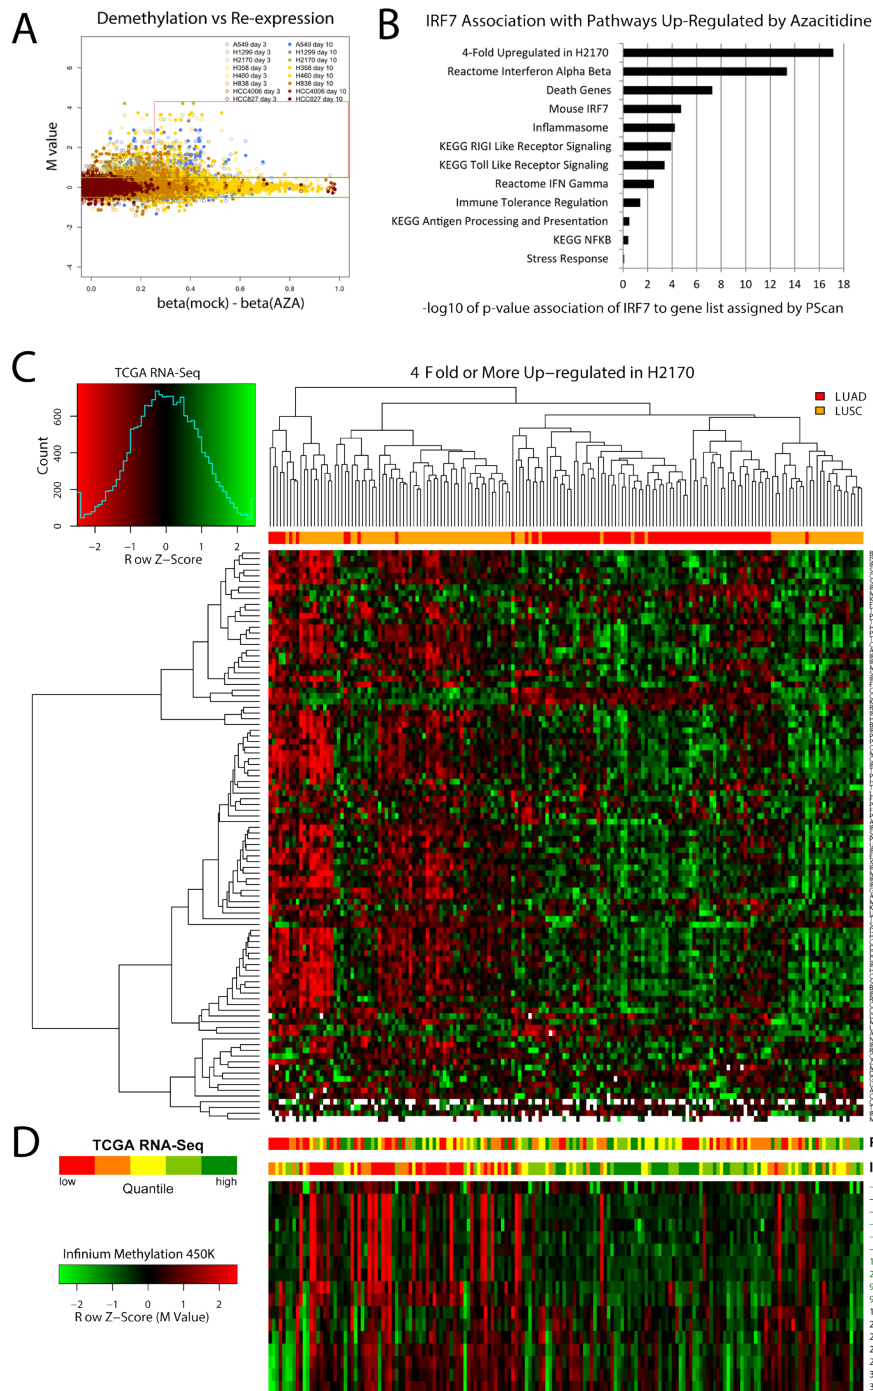 A
Demethylation vs Re-expression
A549 day 3 A549 day 10
H1299 day 3 H1299 day 10
H2170 day 3 H2170 day 10
H358 day 3 H358 day 10
H460 day 3 H460 day 10
H838 day 3 H838 day 10
HCC4006 day 3 HCC4006 day 10
HCC827 day 3 HCC827 day 10
M value
6
4
2
0
−2
−4
0.0 0.2 0.4 0.6 0.8 1.0
beta(mock) - beta(AZA)
B
IRF7 Association with Pathways Up-Regulated by Azacitidine
4-Fold Upregulated in H2170
Reactome Interferon Alpha Beta
Death Genes
Mouse IRF7
Inflammasome
KEGG RIGI Like Receptor Signaling
KEGG Toll Like Receptor Signaling
Reactome IFN Gamma
Immune Tolerance Regulation
KEGG Antigen Processing and Presentation
KEGG NFKB
Stress Response
0 2 4 6 8 10 12 14 16 18
-log10 of p-value association of IRF7 to gene list assigned by PScan
C
TCGA RNA-Seq
Count
600
400
200
0
−2 −1 0 1 2
Row Z−Score
4 Fold or More Up−regulated in H2170
LUAD
LUSC
D
TCGA RNA-Seq
low high
Quantile
Infinium Methylation 450K
−2 −1 0 1 2
Row Z−Score (M Value)